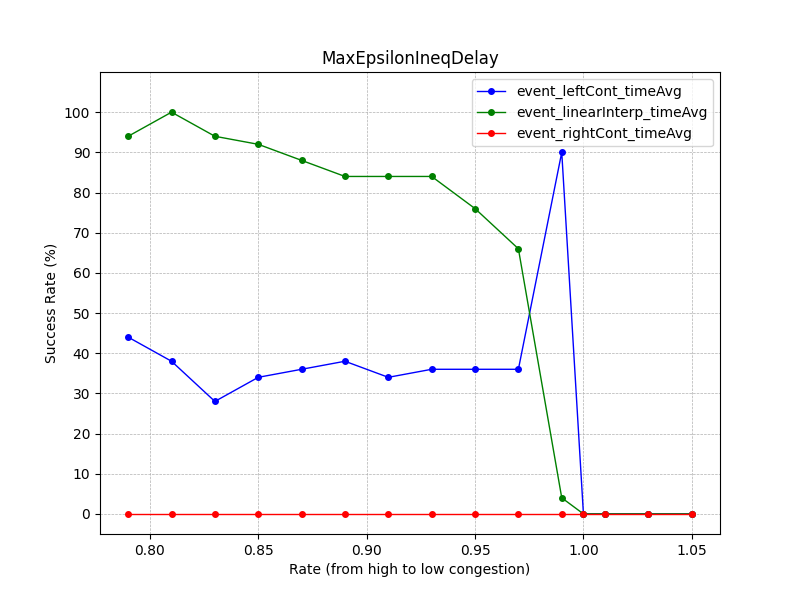 MaxEpsilonIneqDelay
event_leftCont_timeAvg
event_linearInterp_timeAvg
event_rightCont_timeAvg
100
90
80
70
60
50
40
30
20
10
0
Success Rate (%)
0.80 0.85 0.90 0.95 1.00 1.05
Rate (from high to low congestion)